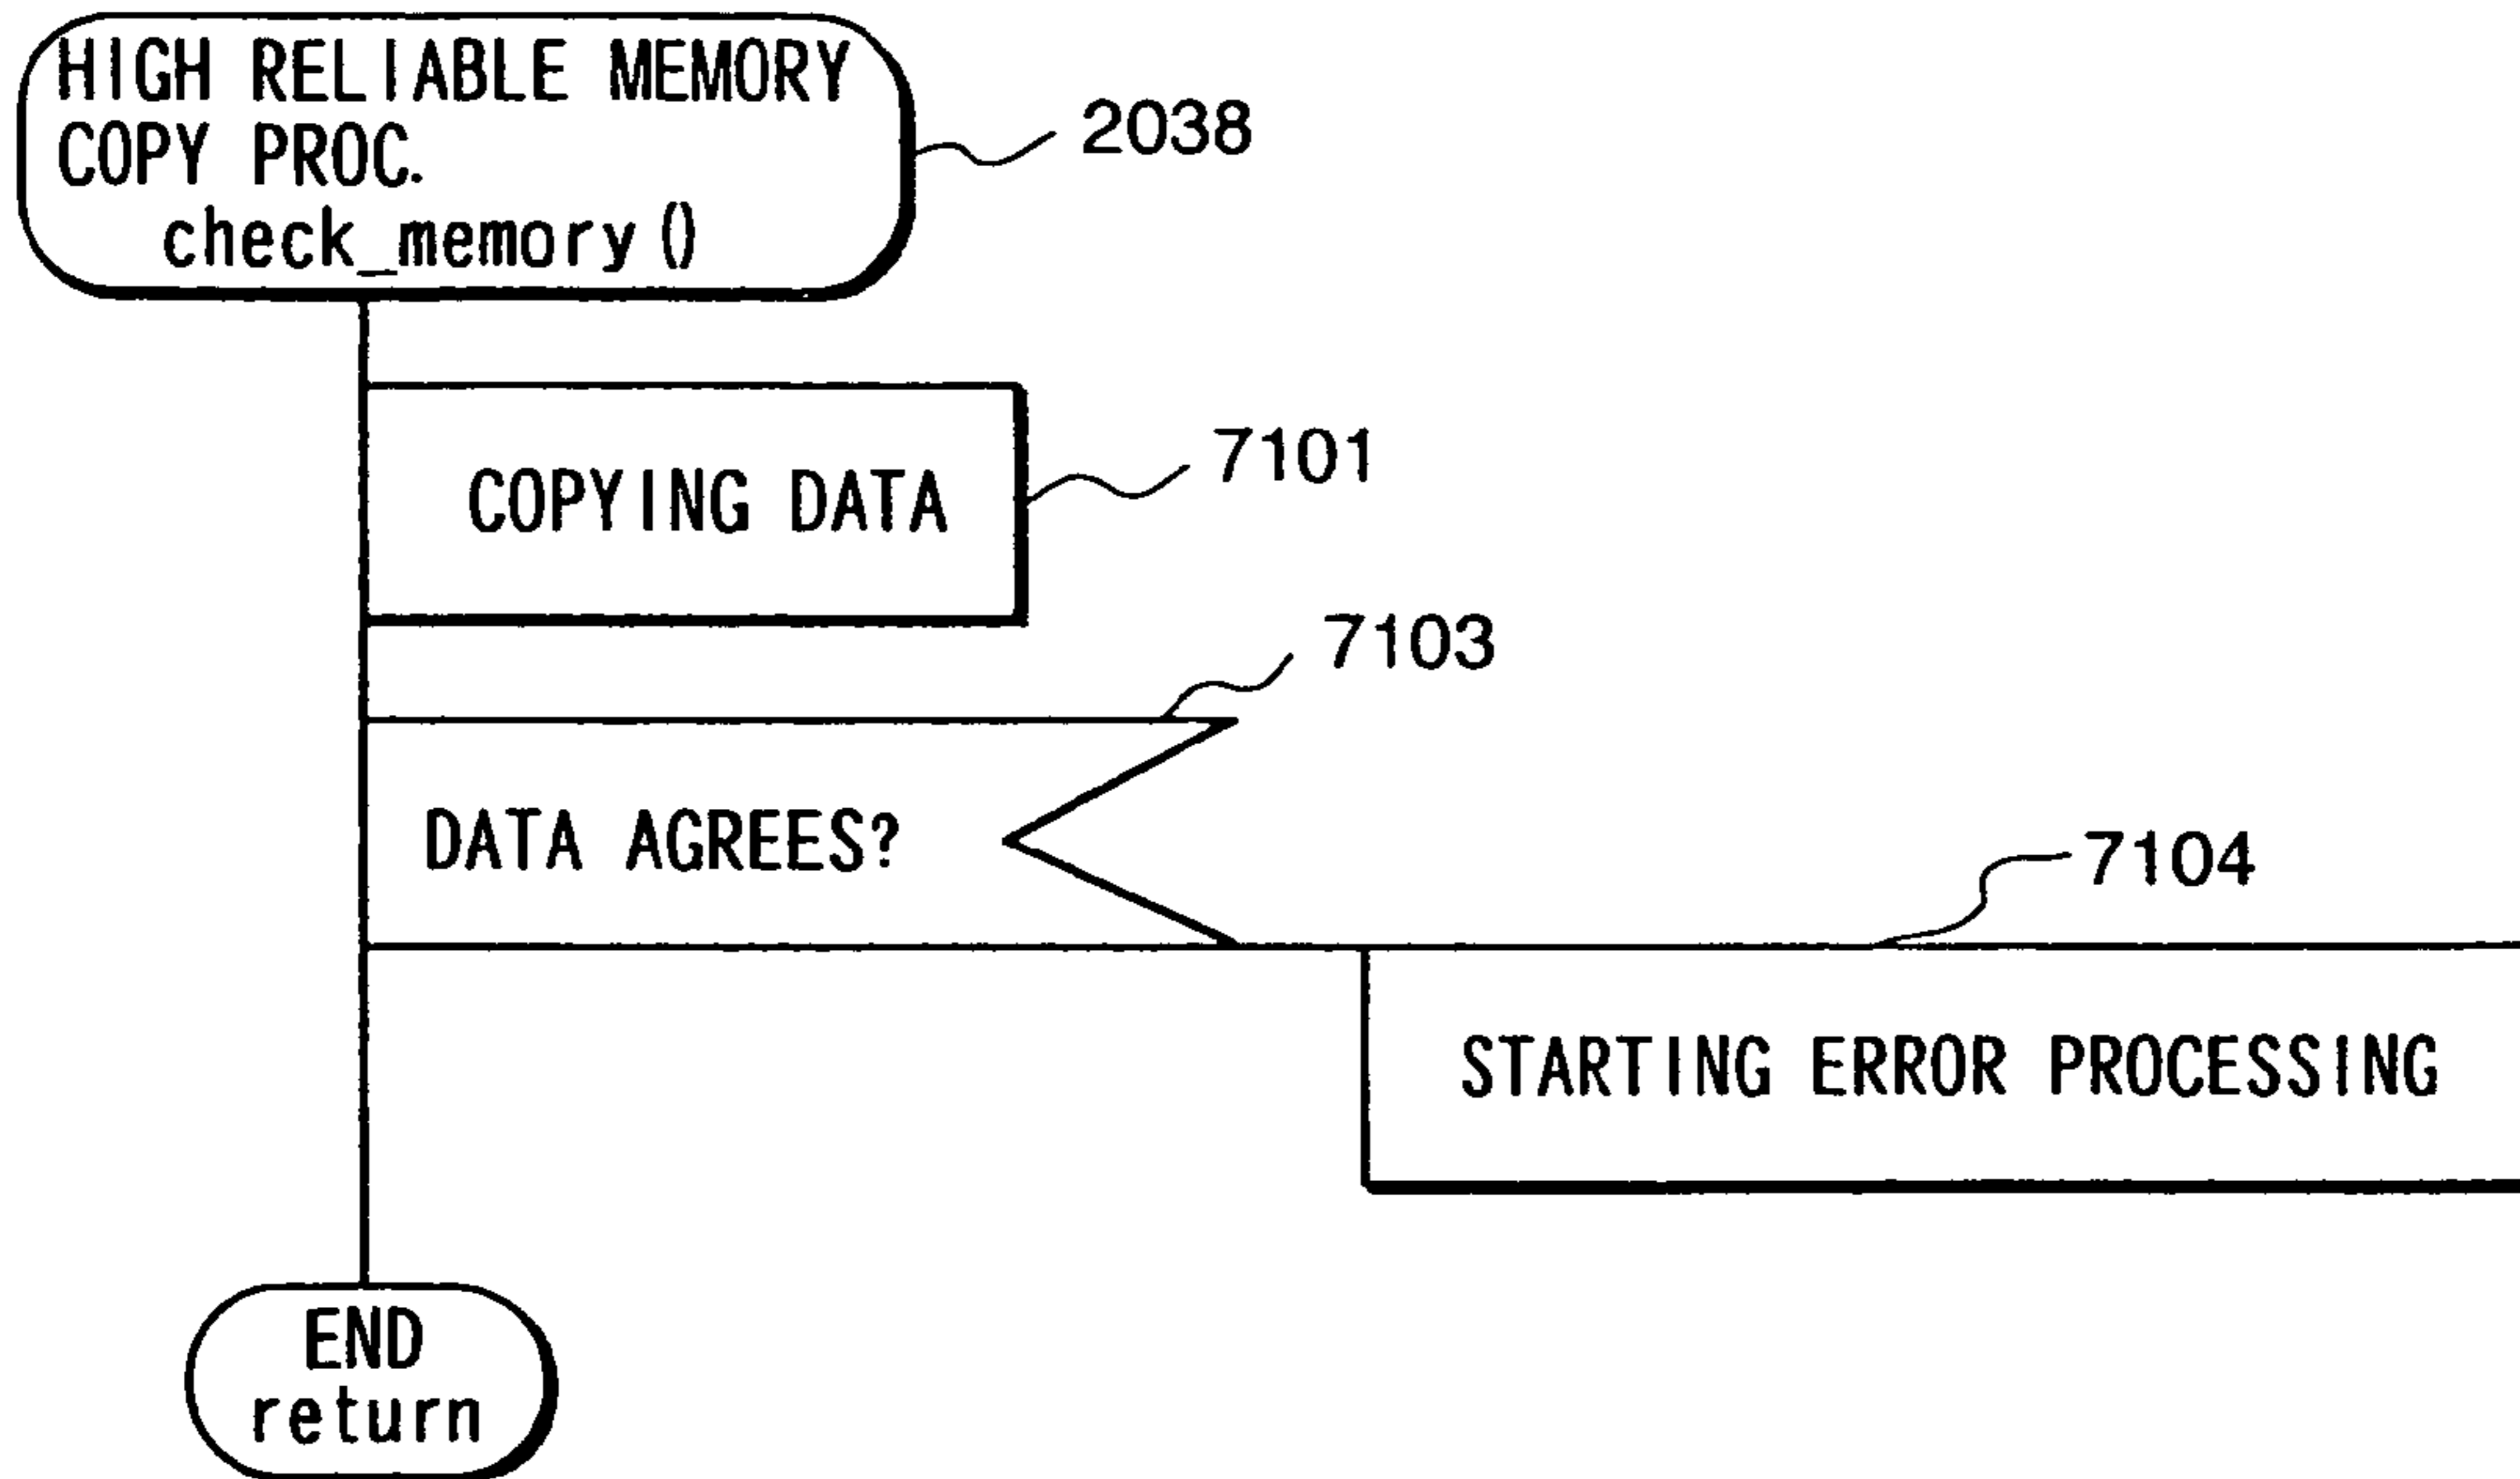 HIGH RELIABLE MEMORY
COPY PROC.
check_memory()
2038
COPYING DATA
7101
7103
DATA AGREES?
7104
STARTING ERROR PROCESSING
END
return